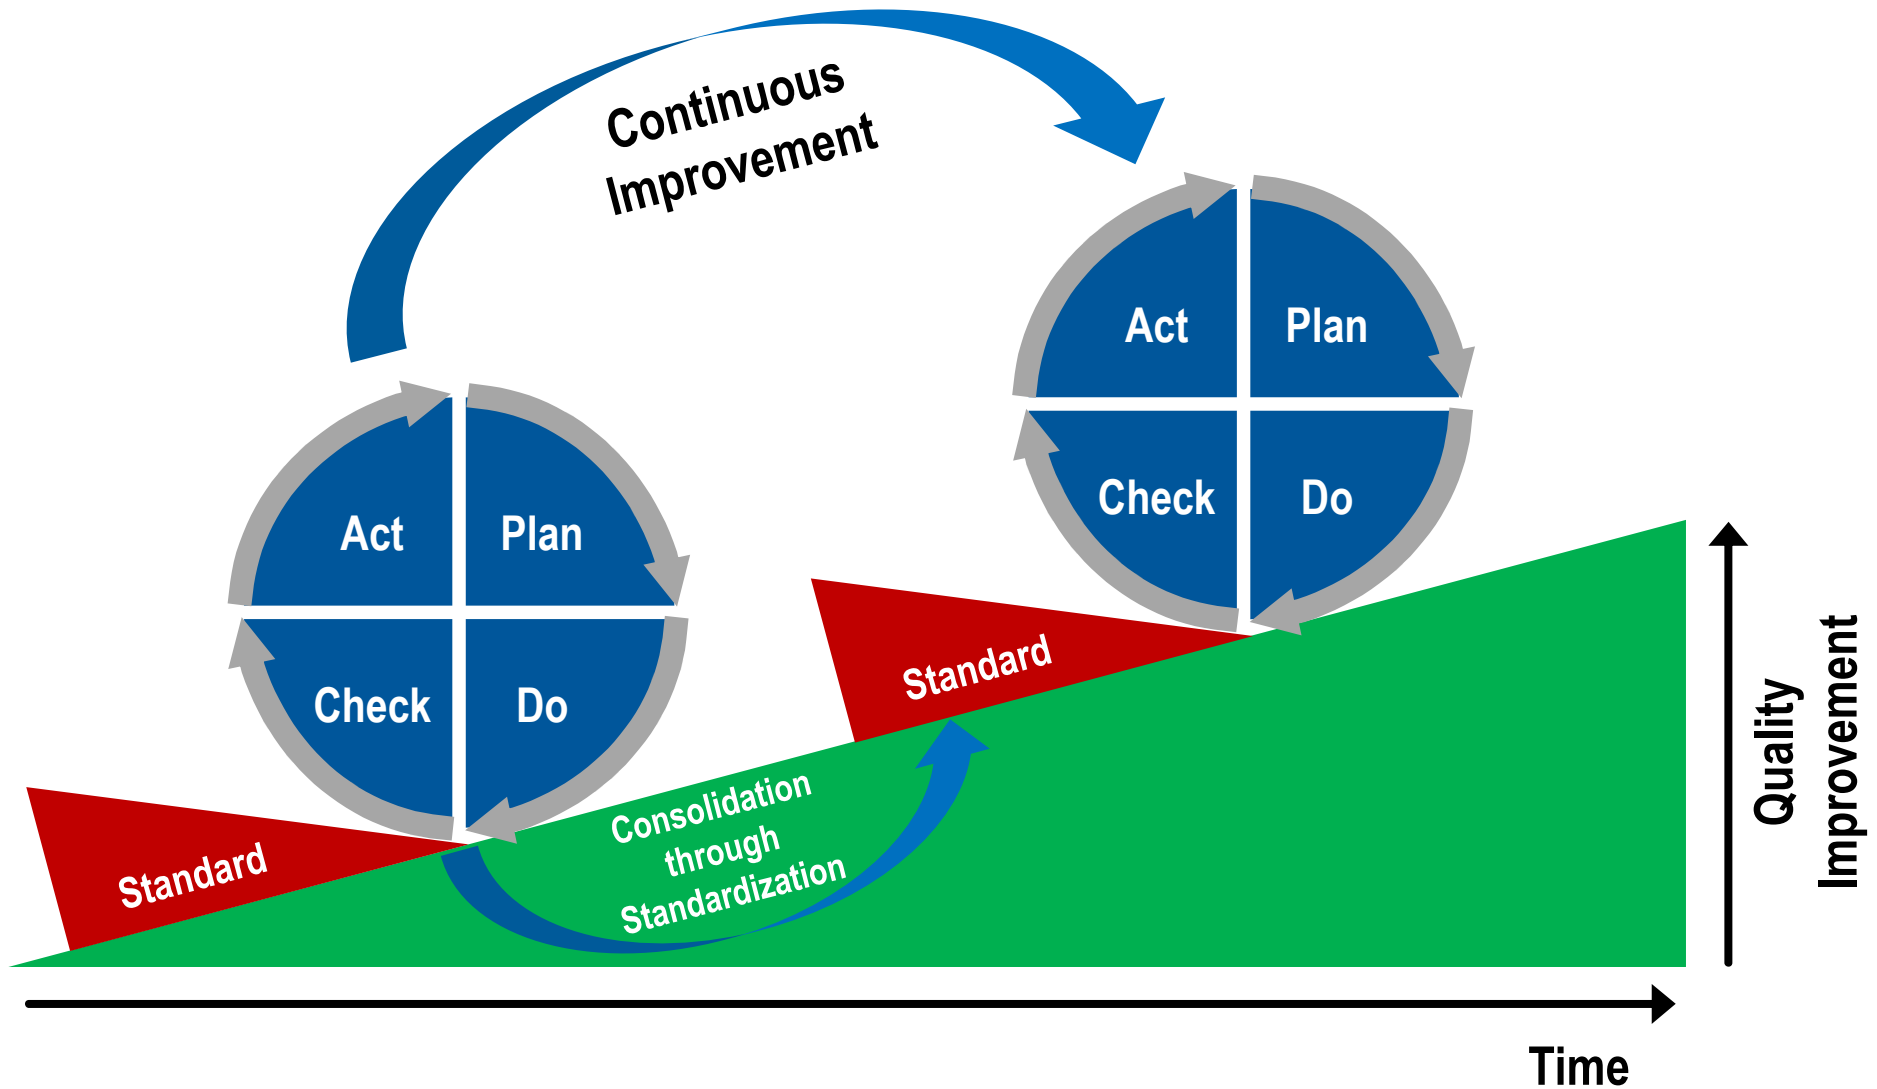 Continuous
Improvement
Act
Plan
Check
Do
Act
Plan
Check
Do
Standard
Standard
Consolidation
through
Standardization
Quality
Improvement
Time